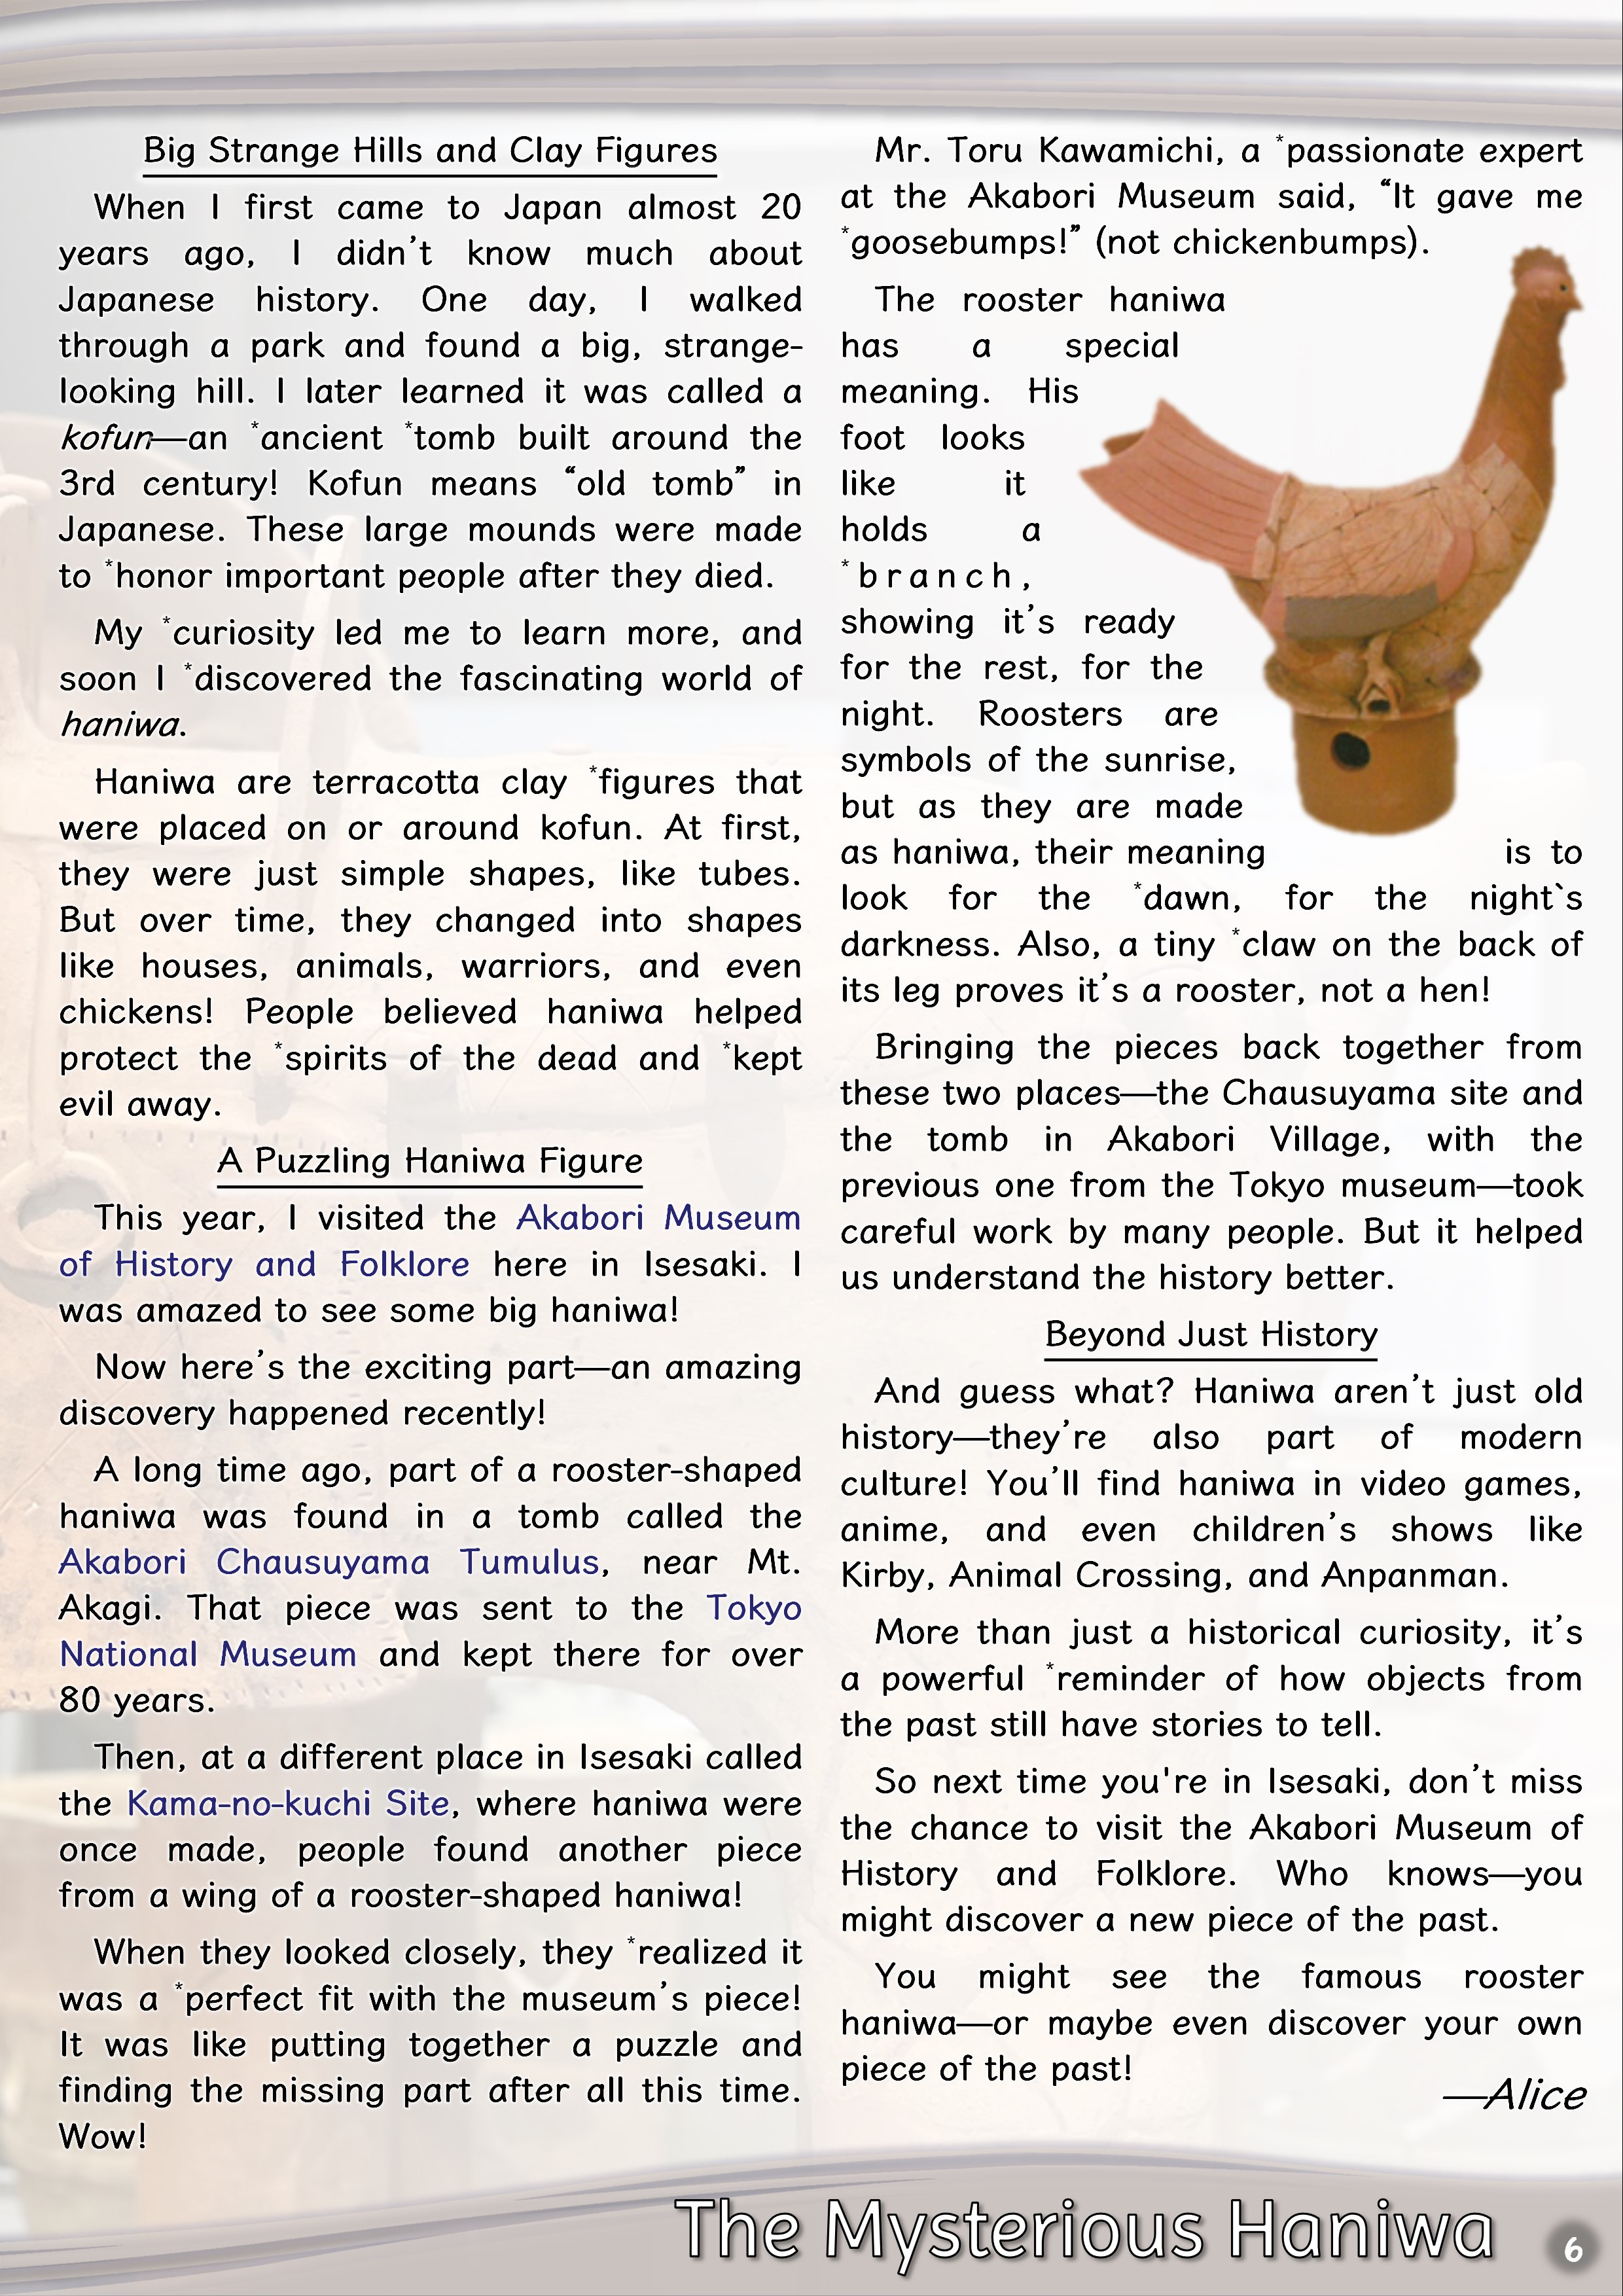 Big Strange Hills and Clay Figures
When I first came to Japan almost 20
years ago, I didn't know much about
Japanese history. One day, I walked
through a park and found a big, strange-
looking hill. I later learned it was called a
kofun—an *ancient *tomb built around the
3rd century! Kofun means “old tomb” in
Japanese. These large mounds were made
to *honor important people after they died.
My *curiosity led me to learn more, and
soon I *discovered the fascinating world of
haniwa.
Haniwa are terracotta clay *figures that
were placed on or around kofun. At first,
they were just simple shapes, like tubes.
But over time, they changed into shapes
like houses, animals, warriors, and even
chickens! People believed haniwa helped
protect the *spirits of the dead and *kept
evil away.
A Puzzling Haniwa Figure
This year, I visited the Akabori Museum
of History and Folklore here in Isesaki. I
was amazed to see some big haniwa!
Now here's the exciting part—an amazing
discovery happened recently!
A long time ago, part of a rooster-shaped
haniwa was found in a tomb called the
Akabori Chausuyama Tumulus, near Mt.
Akagi. That piece was sent to the Tokyo
National Museum and kept there for over
80 years.
Then, at a different place in Isesaki called
the Kama-no-kuchi Site, where haniwa were
once made, people found another piece
from a wing of a rooster-shaped haniwa!
When they looked closely, they *realized it
was a *perfect fit with the museum's piece!
It was like putting together a puzzle and
finding the missing part after all this time.
Wow!
Mr. Toru Kawamichi, a *passionate expert
at the Akabori Museum said, “It gave me
*goosebumps!” (not chickenbumps).
The rooster haniwa
has a special
meaning. His
foot looks
like it
holds a
*branch,
showing it's ready
for the rest, for the
night. Roosters are
symbols of the sunrise,
but as they are made
as haniwa, their meaning is to
look for the *dawn, for the night`s
darkness. Also, a tiny *claw on the back of
its leg proves it's a rooster, not a hen!
Bringing the pieces back together from
these two places—the Chausuyama site and
the tomb in Akabori Village, with the
previous one from the Tokyo museum—took
careful work by many people. But it helped
us understand the history better.
Beyond Just History
And guess what? Haniwa aren't just old
history—they're also part of modern
culture! You'll find haniwa in video games,
anime, and even children's shows like
Kirby, Animal Crossing, and Anpanman.
More than just a historical curiosity, it's
a powerful *reminder of how objects from
the past still have stories to tell.
So next time you're in Isesaki, don't miss
the chance to visit the Akabori Museum of
History and Folklore. Who knows—you
might discover a new piece of the past.
You might see the famous rooster
haniwa—or maybe even discover your own
piece of the past!
—Alice
The Mysterious Haniwa
6